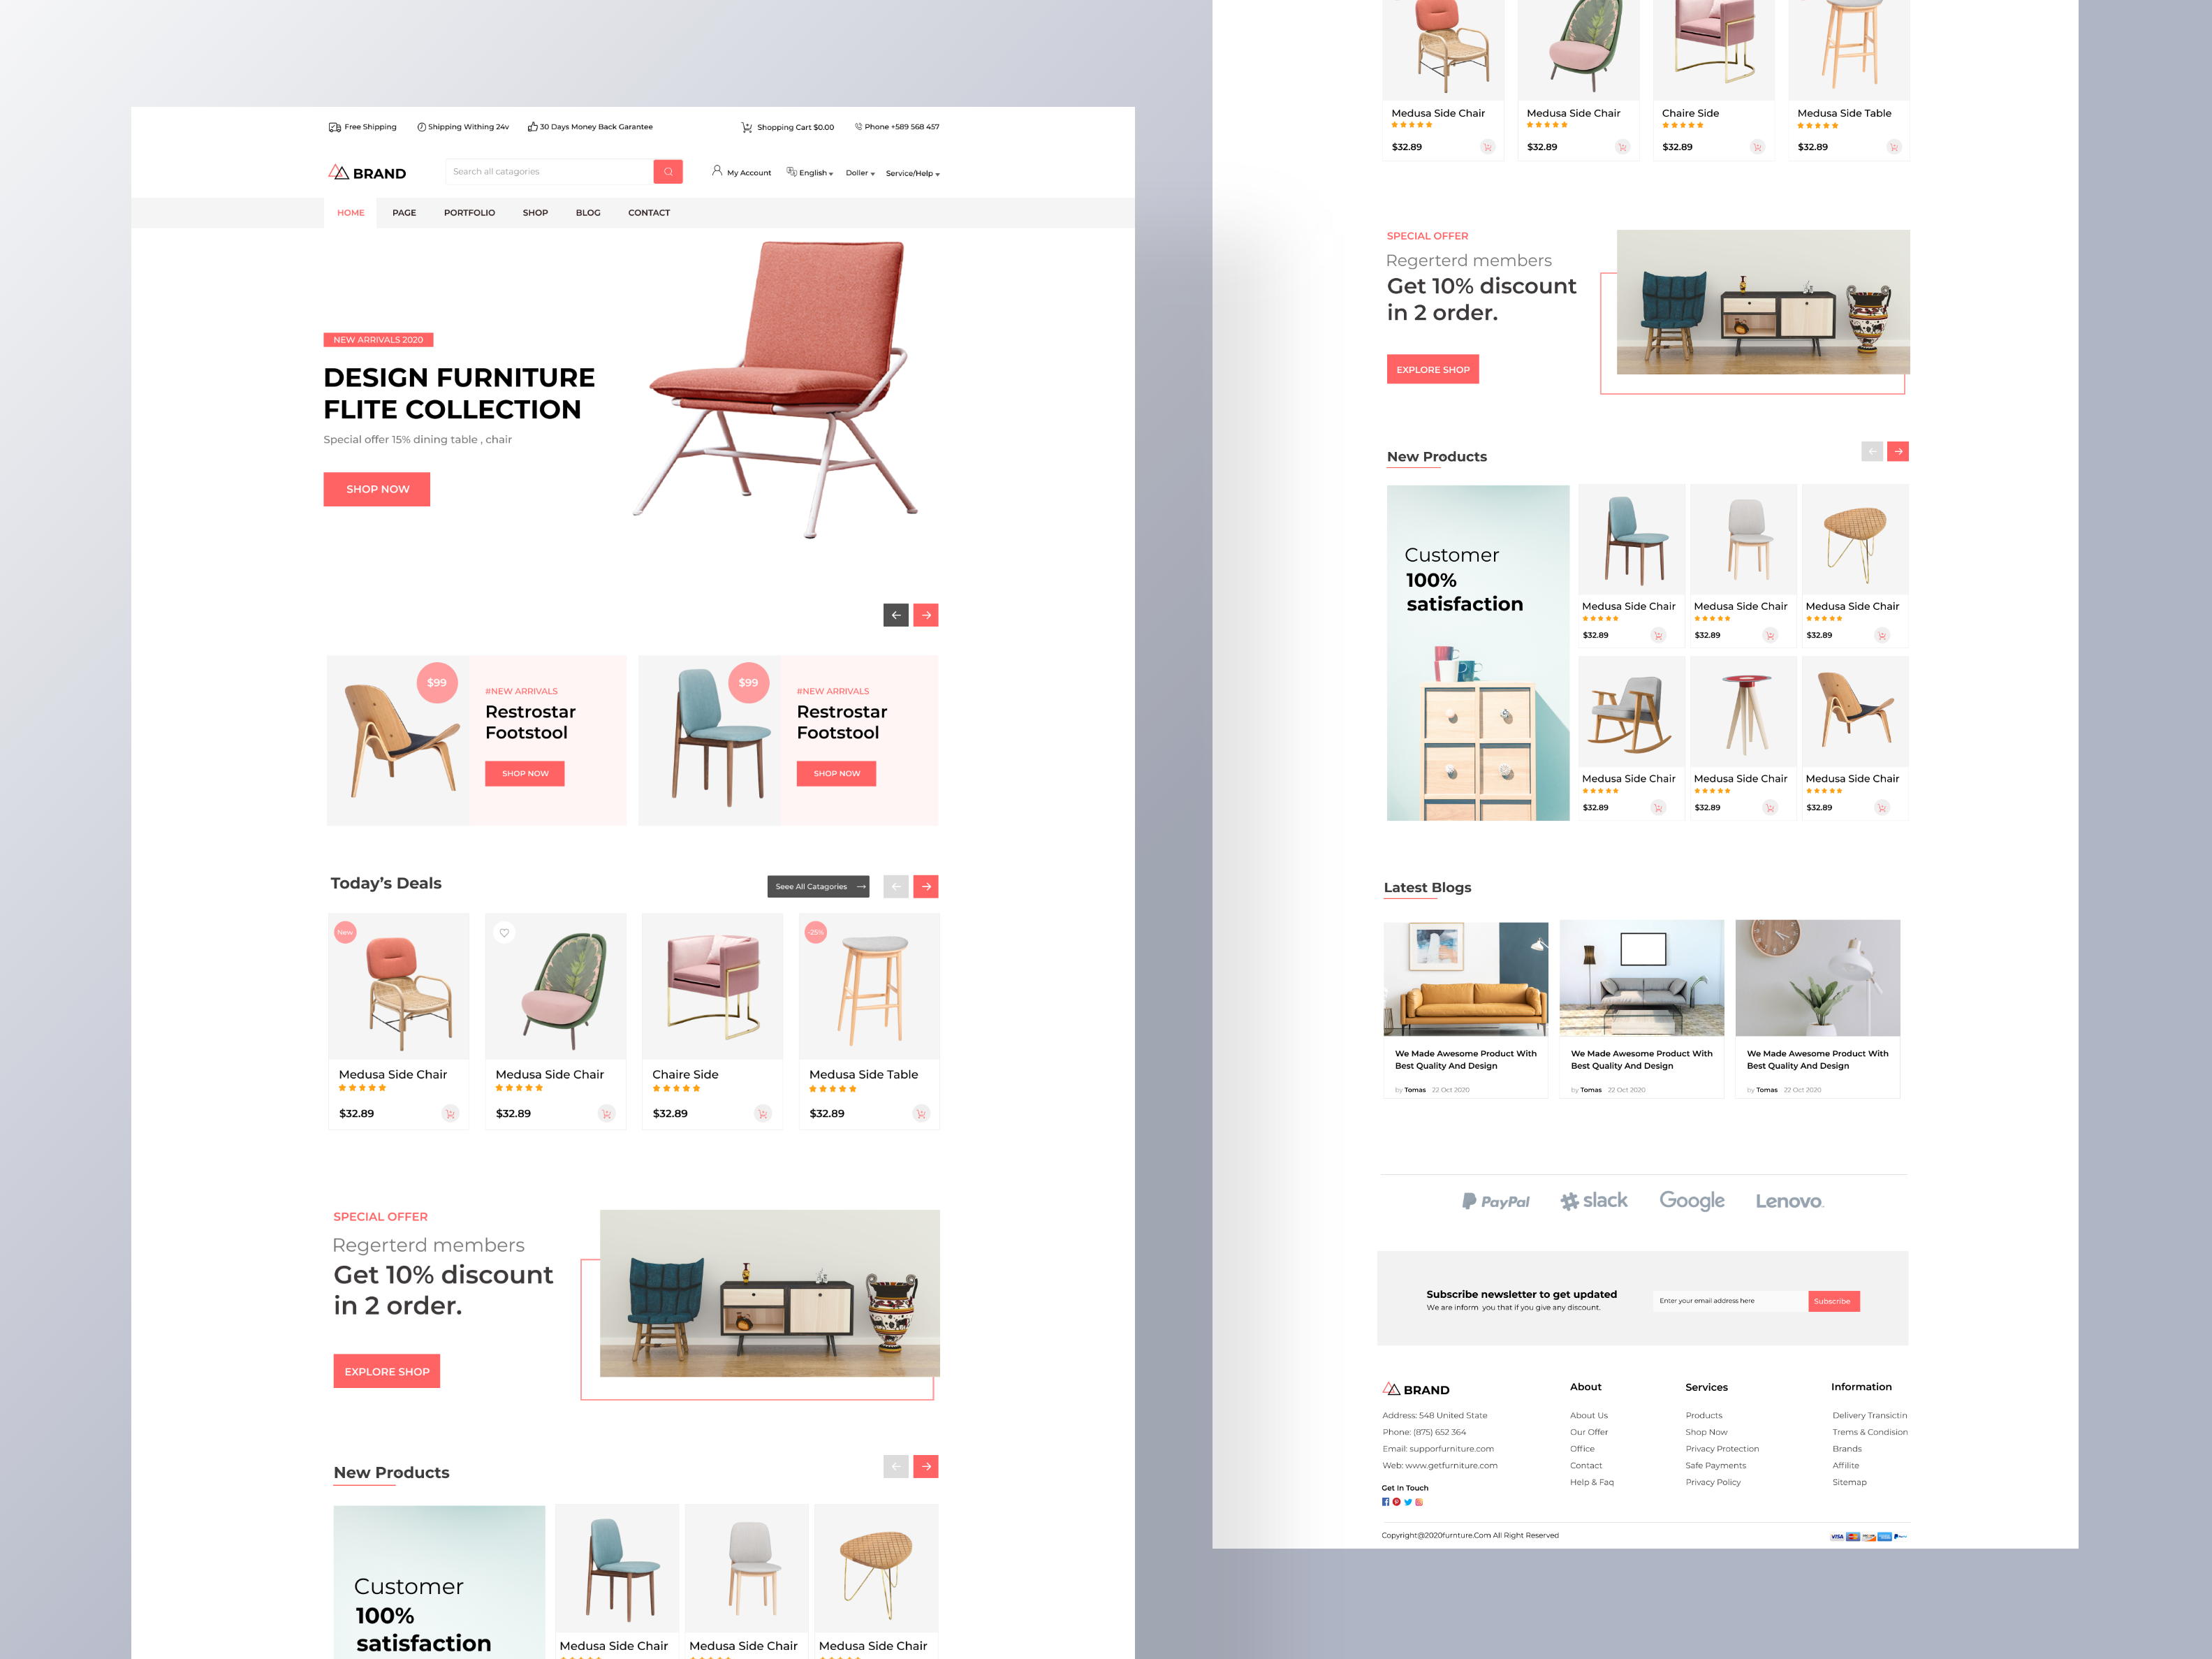 Free Shipping
Shipping Withing 24v
30 Days Money Back Garantee
Shopping Cart $0.00
Phone +589 568 457
BRAND
Search all catagories
My Account
English
Doller
Service/Help
HOME
PAGE
PORTFOLIO
SHOP
BLOG
CONTACT
NEW ARRIVALS 2020
DESIGN FURNITURE
FLITE COLLECTION
Special offer 15% dining table , chair
SHOP NOW
$99
#NEW ARRIVALS
Restrostar
Footstool
SHOP NOW
$99
#NEW ARRIVALS
Restrostar
Footstool
SHOP NOW
Today's Deals
Seee All Catagories
New
Medusa Side Chair
$32.89
Medusa Side Chair
$32.89
Chaire Side
$32.89
-25%
Medusa Side Table
$32.89
SPECIAL OFFER
Regerterd members
Get 10% discount
in 2 order.
EXPLORE SHOP
New Products
Customer
100%
satisfaction
Medusa Side Chair
Medusa Side Chair
Medusa Side Chair
Medusa Side Chair
$32.89
Medusa Side Chair
$32.89
Chaire Side
$32.89
Medusa Side Table
$32.89
SPECIAL OFFER
Regerterd members
Get 10% discount
in 2 order.
EXPLORE SHOP
New Products
Customer
100%
satisfaction
Medusa Side Chair
$32.89
Medusa Side Chair
$32.89
Medusa Side Chair
$32.89
Medusa Side Chair
$32.89
Medusa Side Chair
$32.89
Medusa Side Chair
$32.89
Latest Blogs
We Made Awesome Product With
Best Quality And Design
by Tomas 22 Oct 2020
We Made Awesome Product With
Best Quality And Design
by Tomas 22 Oct 2020
We Made Awesome Product With
Best Quality And Design
by Tomas 22 Oct 2020
PayPal
slack
Google
Lenovo
Subscribe newsletter to get updated
We are inform you that if you give any discount.
Enter your email address here
Subscribe
BRAND
Address: 548 United State
Phone: (875) 652 364
Email: supporfurniture.com
Web: www.getfurniture.com
Get In Touch
About
About Us
Our Offer
Office
Contact
Help & Faq
Services
Products
Shop Now
Privacy Protection
Safe Payments
Privacy Policy
Information
Delivery Transictin
Trems & Condision
Brands
Affilite
Sitemap
Copyright@2020furnture.Com All Right Reserved
VISA